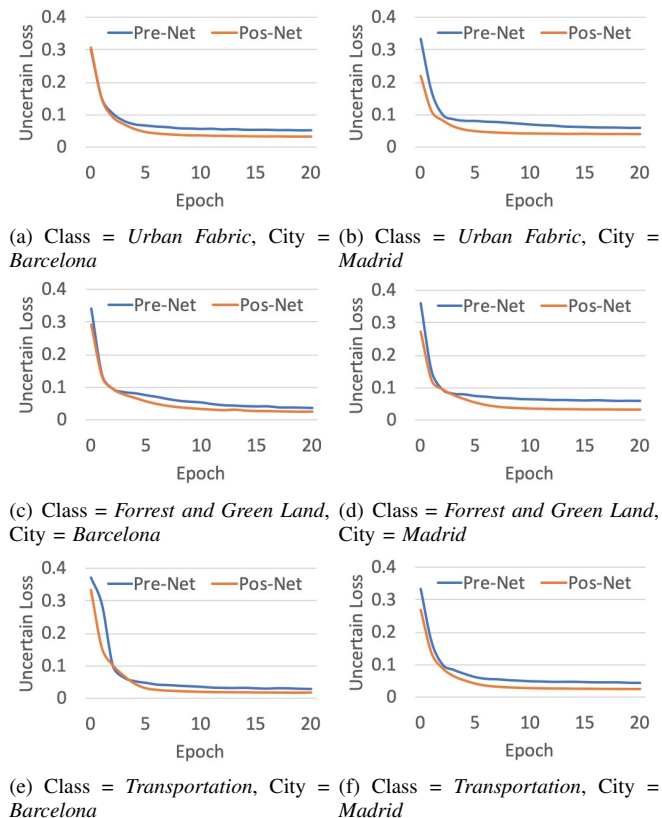 0.4
Pre-Net Pos-Net
0.3
0.2
0.1
0
Uncertain Loss
0 5 10 15 20
Epoch
(a) Class = Urban Fabric, City =
Barcelona
0.4
Pre-Net Pos-Net
0.3
0.2
0.1
0
Uncertain Loss
0 5 10 15 20
Epoch
(b) Class = Urban Fabric, City =
Madrid
0.4
Pre-Net Pos-Net
0.3
0.2
0.1
0
Uncertain Loss
0 5 10 15 20
Epoch
(c) Class = Forrest and Green Land,
City = Barcelona
0.4
Pre-Net Pos-Net
0.3
0.2
0.1
0
Uncertain Loss
0 5 10 15 20
Epoch
(d) Class = Forrest and Green Land,
City = Madrid
0.4
Pre-Net Pos-Net
0.3
0.2
0.1
0
Uncertain Loss
0 5 10 15 20
Epoch
(e) Class = Transportation, City =
Barcelona
0.4
Pre-Net Pos-Net
0.3
0.2
0.1
0
Uncertain Loss
0 5 10 15 20
Epoch
(f) Class = Transportation, City =
Madrid